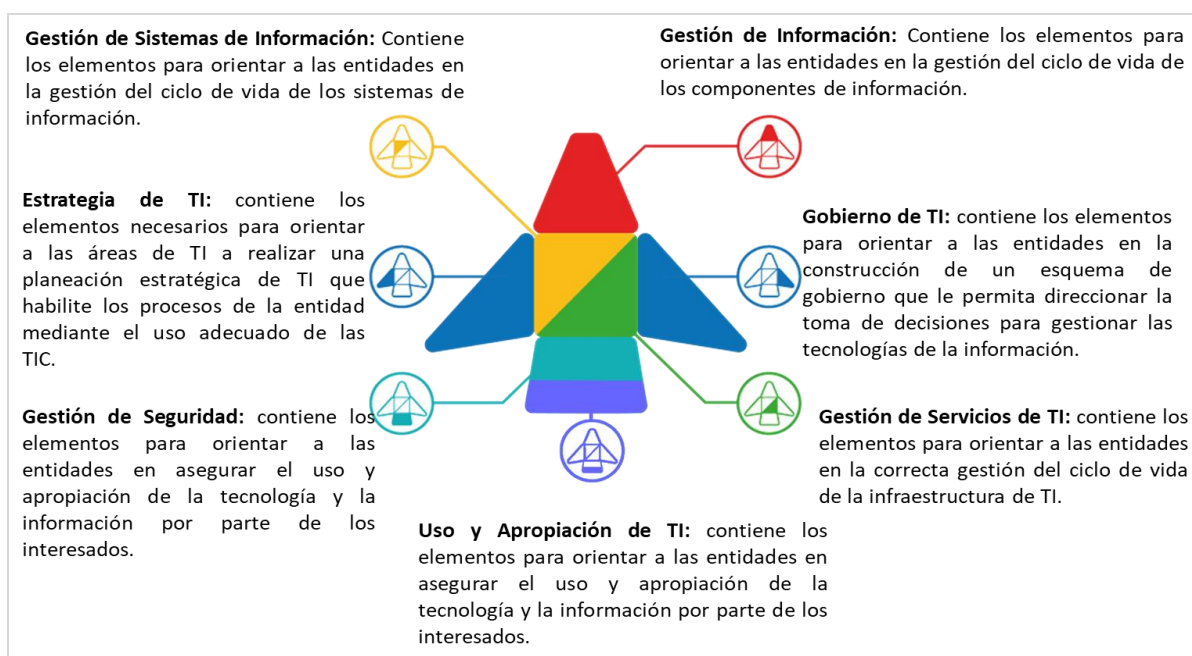 Gestión de Sistemas de Información: Contiene
los elementos para orientar a las entidades en
la gestión del ciclo de vida de los sistemas de
información.
Gestión de Información: Contiene los elementos para
orientar a las entidades en la gestión del ciclo de vida de
los componentes de información.
Estrategia de TI: contiene los
elementos necesarios para orientar
a las áreas de TI a realizar una
planeación estratégica de TI que
habilite los procesos de la entidad
mediante el uso adecuado de las
TIC.
Gobierno de TI: contiene los elementos
para orientar a las entidades en la
construcción de un esquema de
gobierno que le permita direccionar la
toma de decisiones para gestionar las
tecnologías de la información.
Gestión de Seguridad: contiene los
elementos para orientar a las
entidades en asegurar el uso y
apropiación de la tecnología y la
información por parte de los
interesados.
Gestión de Servicios de TI: contiene los
elementos para orientar a las entidades
en la correcta gestión del ciclo de vida
de la infraestructura de TI.
Uso y Apropiación de TI: contiene los
elementos para orientar a las entidades en
asegurar el uso y apropiación de la
tecnología y la información por parte de los
interesados.